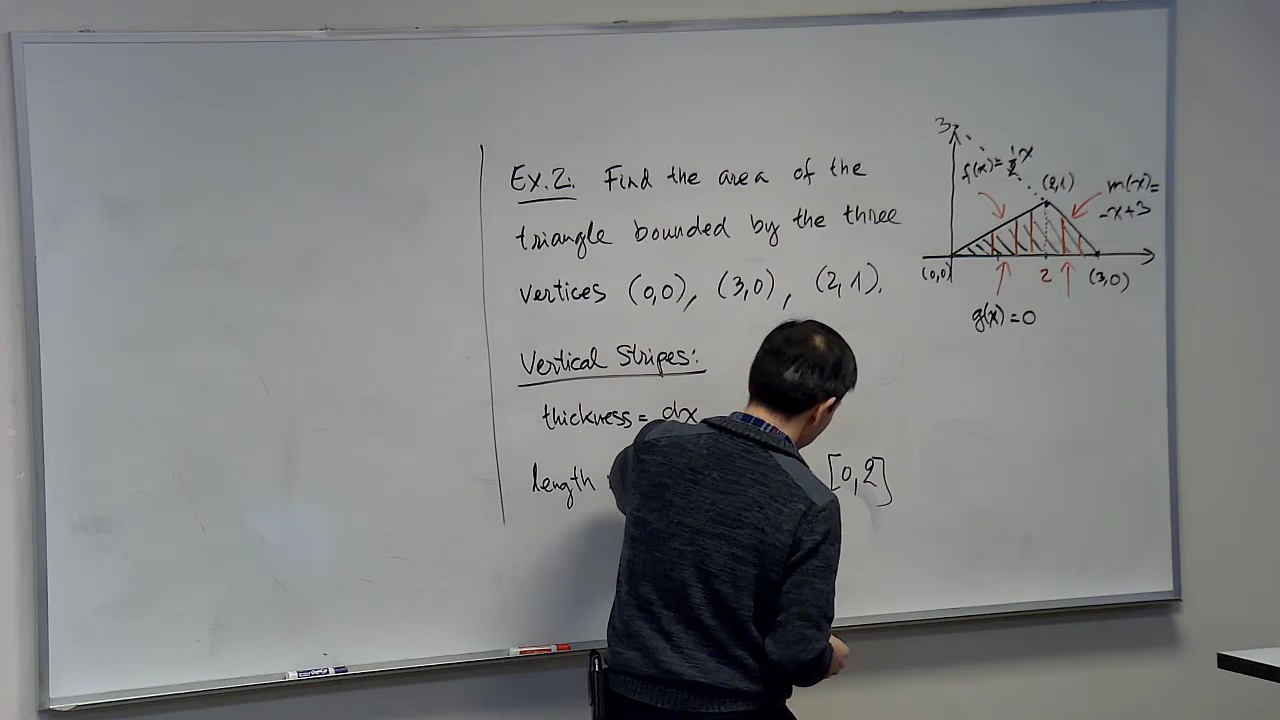 Ex.2: Find the area of the
triangle bounded by the three
vertices (0,0), (3,0), (2,1).
Vertical Stripes:
thickness = dx
length
[0,2]
3
f(x) = 1/2 x
(2,1)
m(x) =
-x+3
(0,0)
2
(3,0)
g(x) = 0